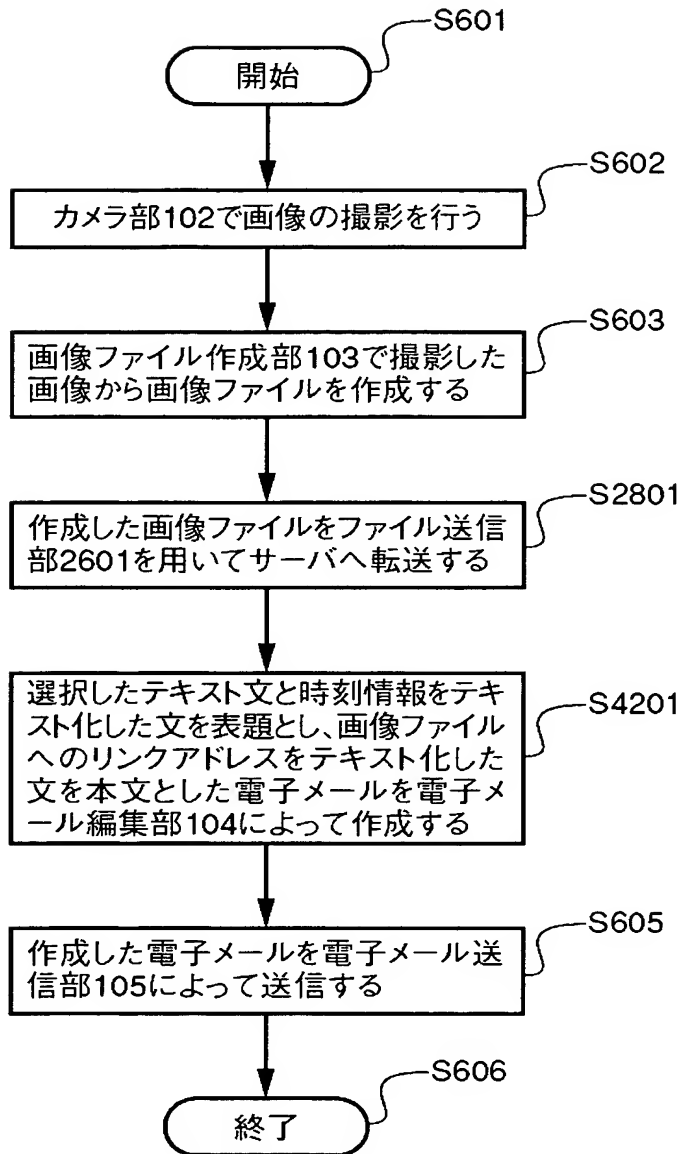 S601
開始
S602
カメラ部102で画像の撮影を行う
S603
画像ファイル作成部103で撮影した
画像から画像ファイルを作成する
S2801
作成した画像ファイルをファイル送信
部2601を用いてサーバへ転送する
S4201
選択したテキスト文と時刻情報をテキ
スト化した文を表題とし、画像ファイル
へのリンクアドレスをテキスト化した
文を本文とした電子メールを電子メ
ール編集部104によって作成する
S605
作成した電子メールを電子メール送
信部105によって送信する
S606
終了